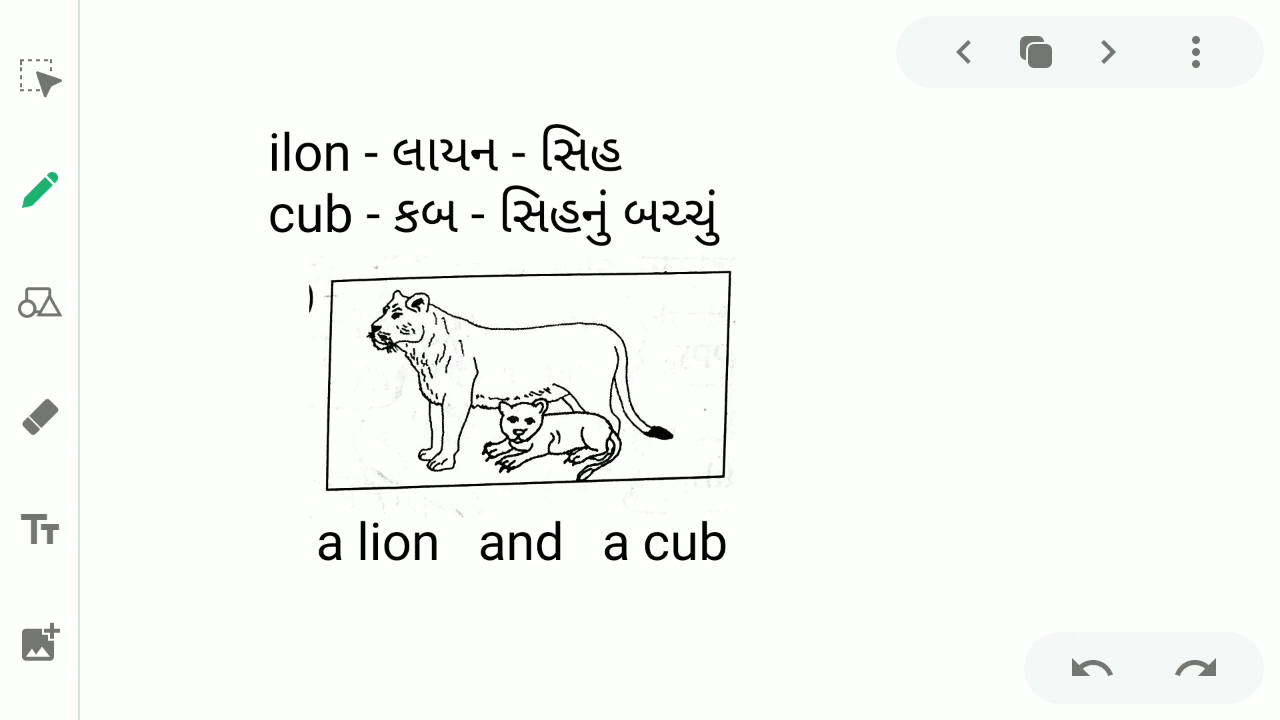 ilon - લાયન - સિહ
cub - કબ - સિહનું બચ્ચું
a lion and a cub